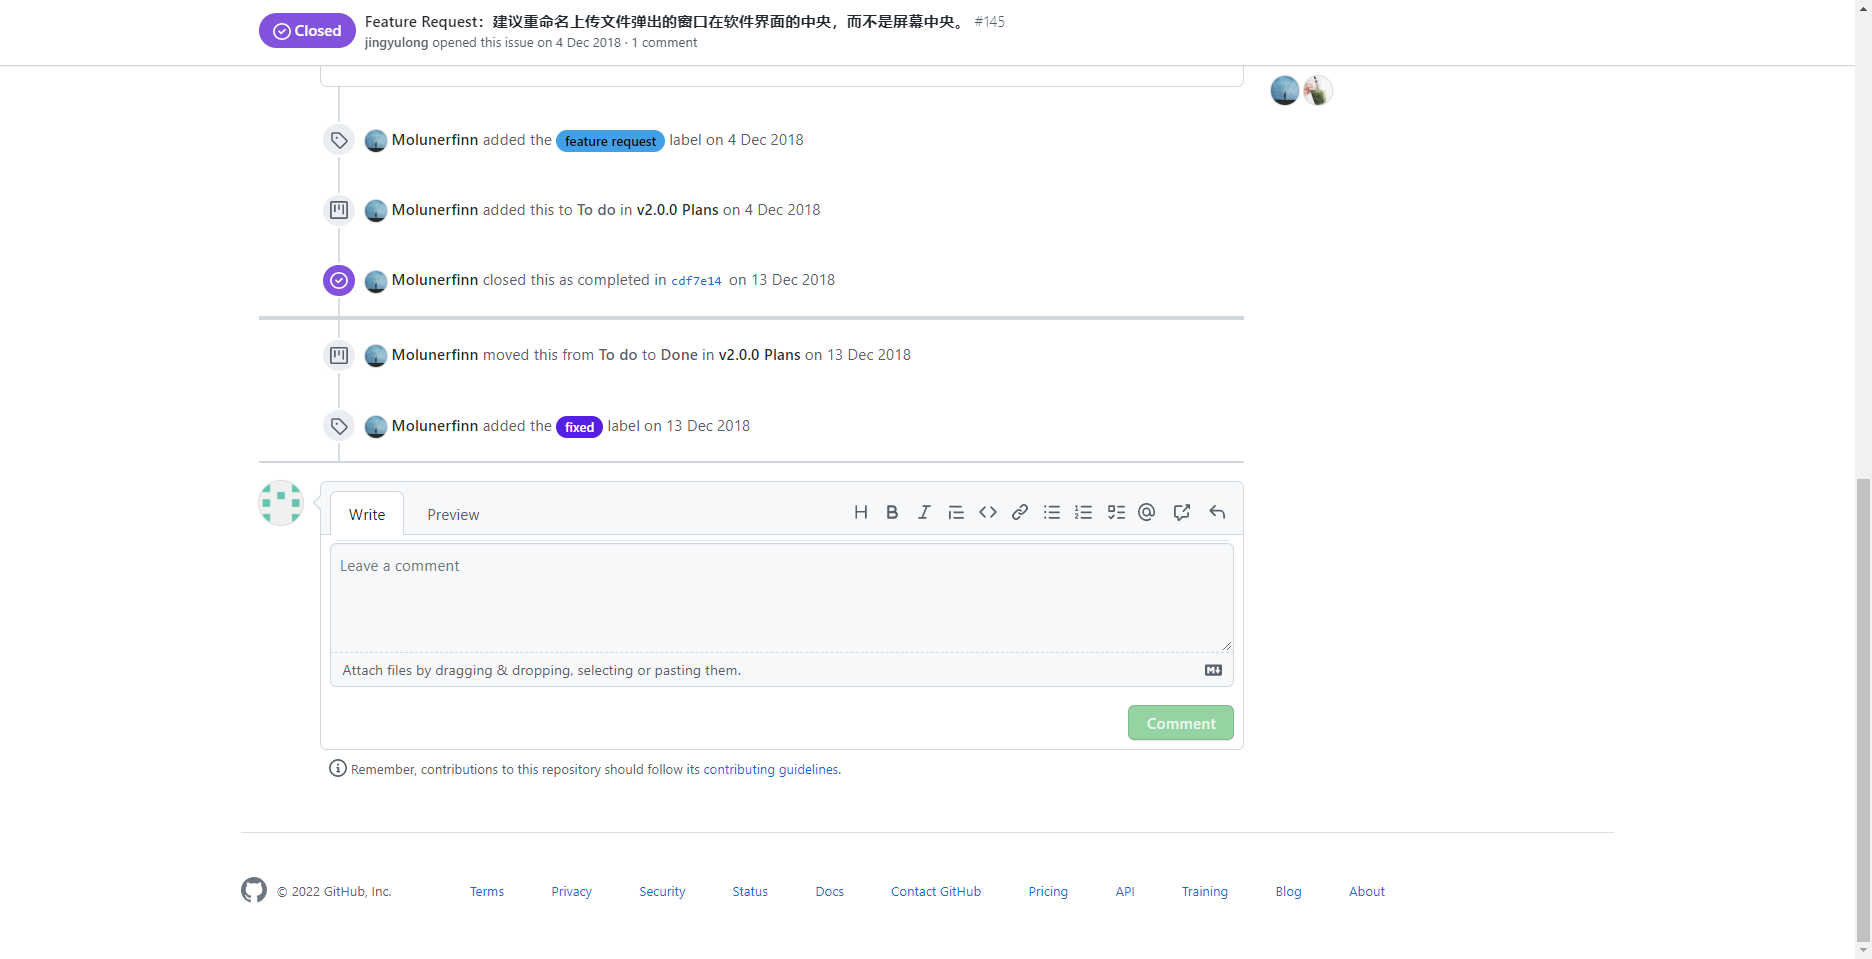 Closed
Feature Request：建议重命名上传文件弹出的窗口在软件界面的中央，而不是屏幕中央。 #145
jingyulong opened this issue on 4 Dec 2018 · 1 comment
Molunerfinn added the feature request label on 4 Dec 2018
Molunerfinn added this to To do in v2.0.0 Plans on 4 Dec 2018
Molunerfinn closed this as completed in cdf7e14 on 13 Dec 2018
Molunerfinn moved this from To do to Done in v2.0.0 Plans on 13 Dec 2018
Molunerfinn added the fixed label on 13 Dec 2018
Write Preview
Leave a comment
Attach files by dragging & dropping, selecting or pasting them.
Comment
Remember, contributions to this repository should follow its contributing guidelines.
© 2022 GitHub, Inc. Terms Privacy Security Status Docs Contact GitHub Pricing API Training Blog About